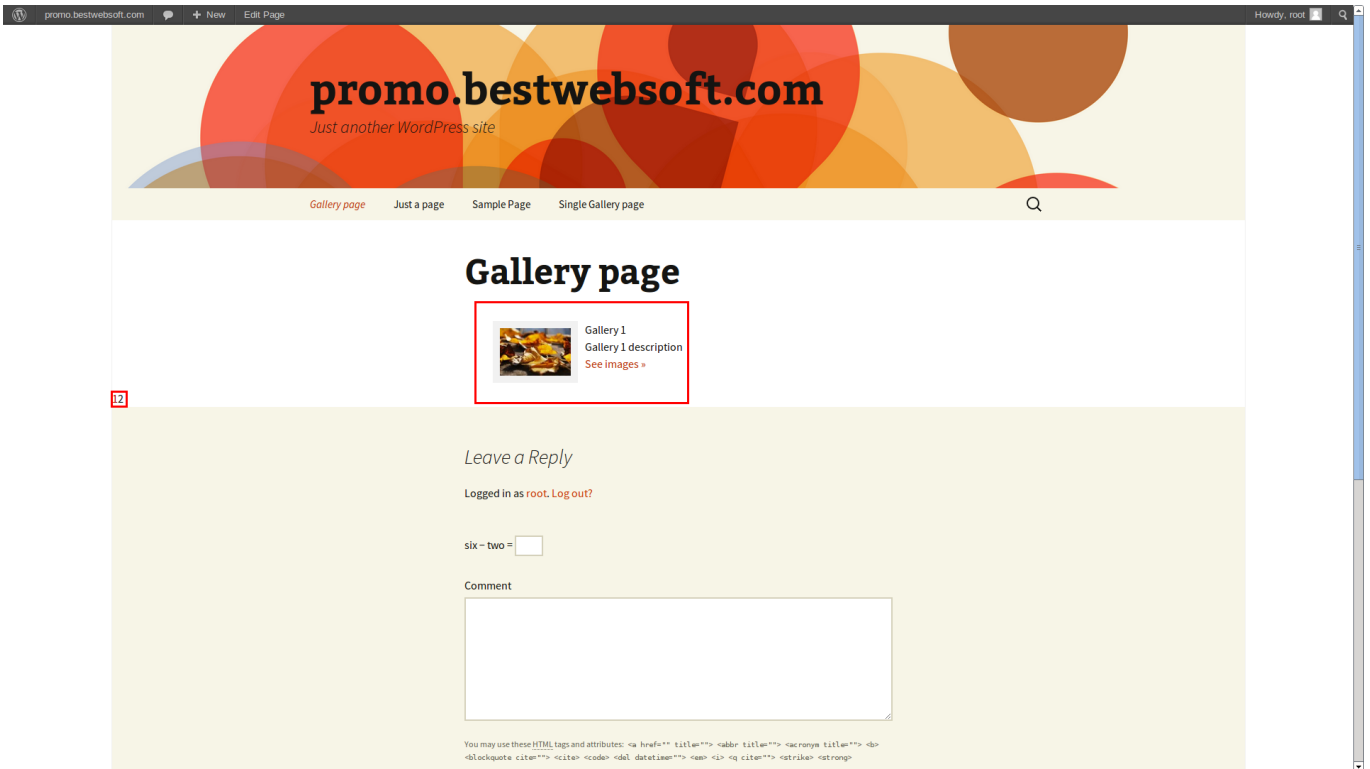 promo.bestwebsoft.com + New Edit Page Howdy, root
promo.bestwebsoft.com
Just another WordPress site
Gallery page Just a page Sample Page Single Gallery page
Gallery page
Gallery 1
Gallery 1 description
See images »
12
Leave a Reply
Logged in as root. Log out?
six − two =
Comment
You may use these HTML tags and attributes: <a href="" title=""> <abbr title=""> <acronym title=""> <b>
<blockquote cite=""> <cite> <code> <del datetime=""> <em> <i> <q cite=""> <strike> <strong>